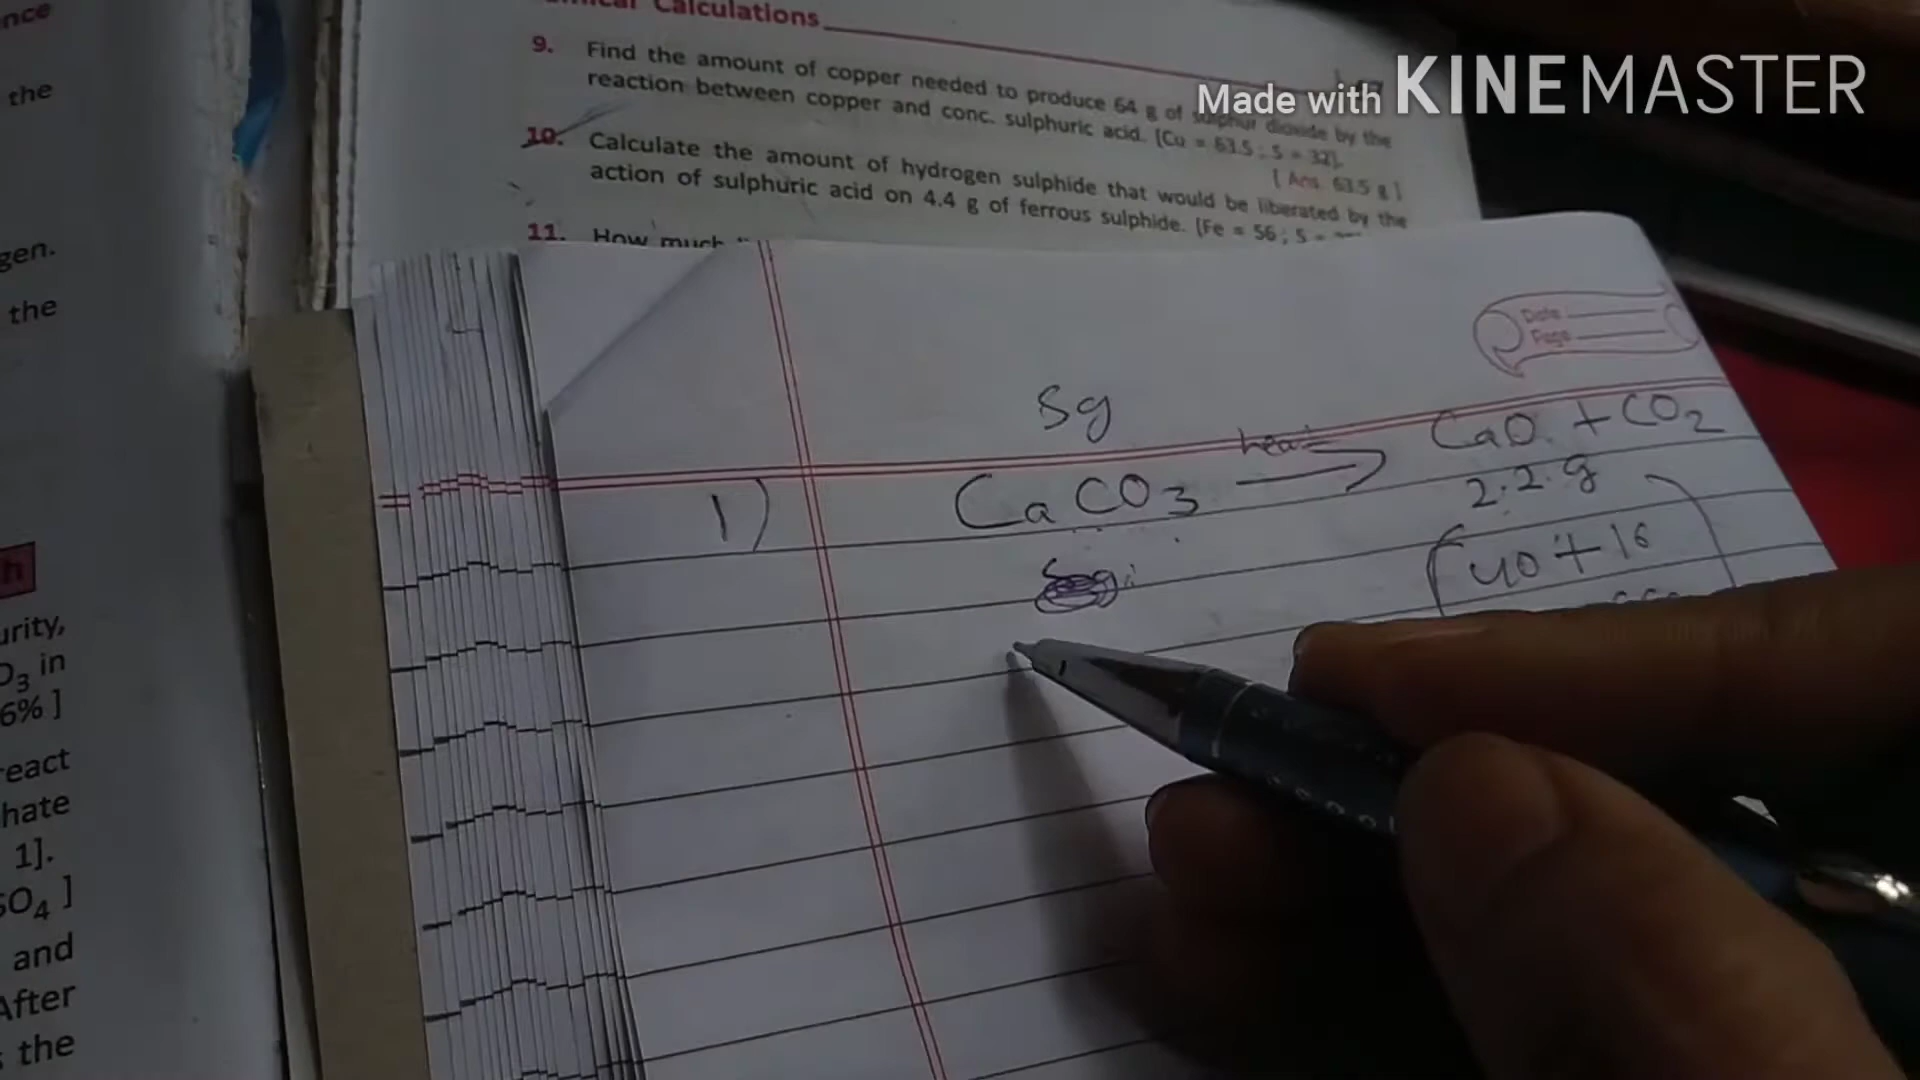 nce
the
gen.
the
h
urity,
O3 in
6% ]
react
hate
1].
SO4 ]
and
After
the
Calculations
Made with KINEMASTER
9. Find the amount of copper needed to produce 64 g of sulphur dioxide by the
reaction between copper and conc. sulphuric acid. [Cu = 63.5 ; S = 32].
[ Ans. 63.5 g ]
10. Calculate the amount of hydrogen sulphide that would be liberated by the
action of sulphuric acid on 4.4 g of ferrous sulphide. [Fe = 56 ; S =
11. How much
Date
Page
5g
1) CaCO3 heat → CaO + CO2
2.2.g
40 + 16